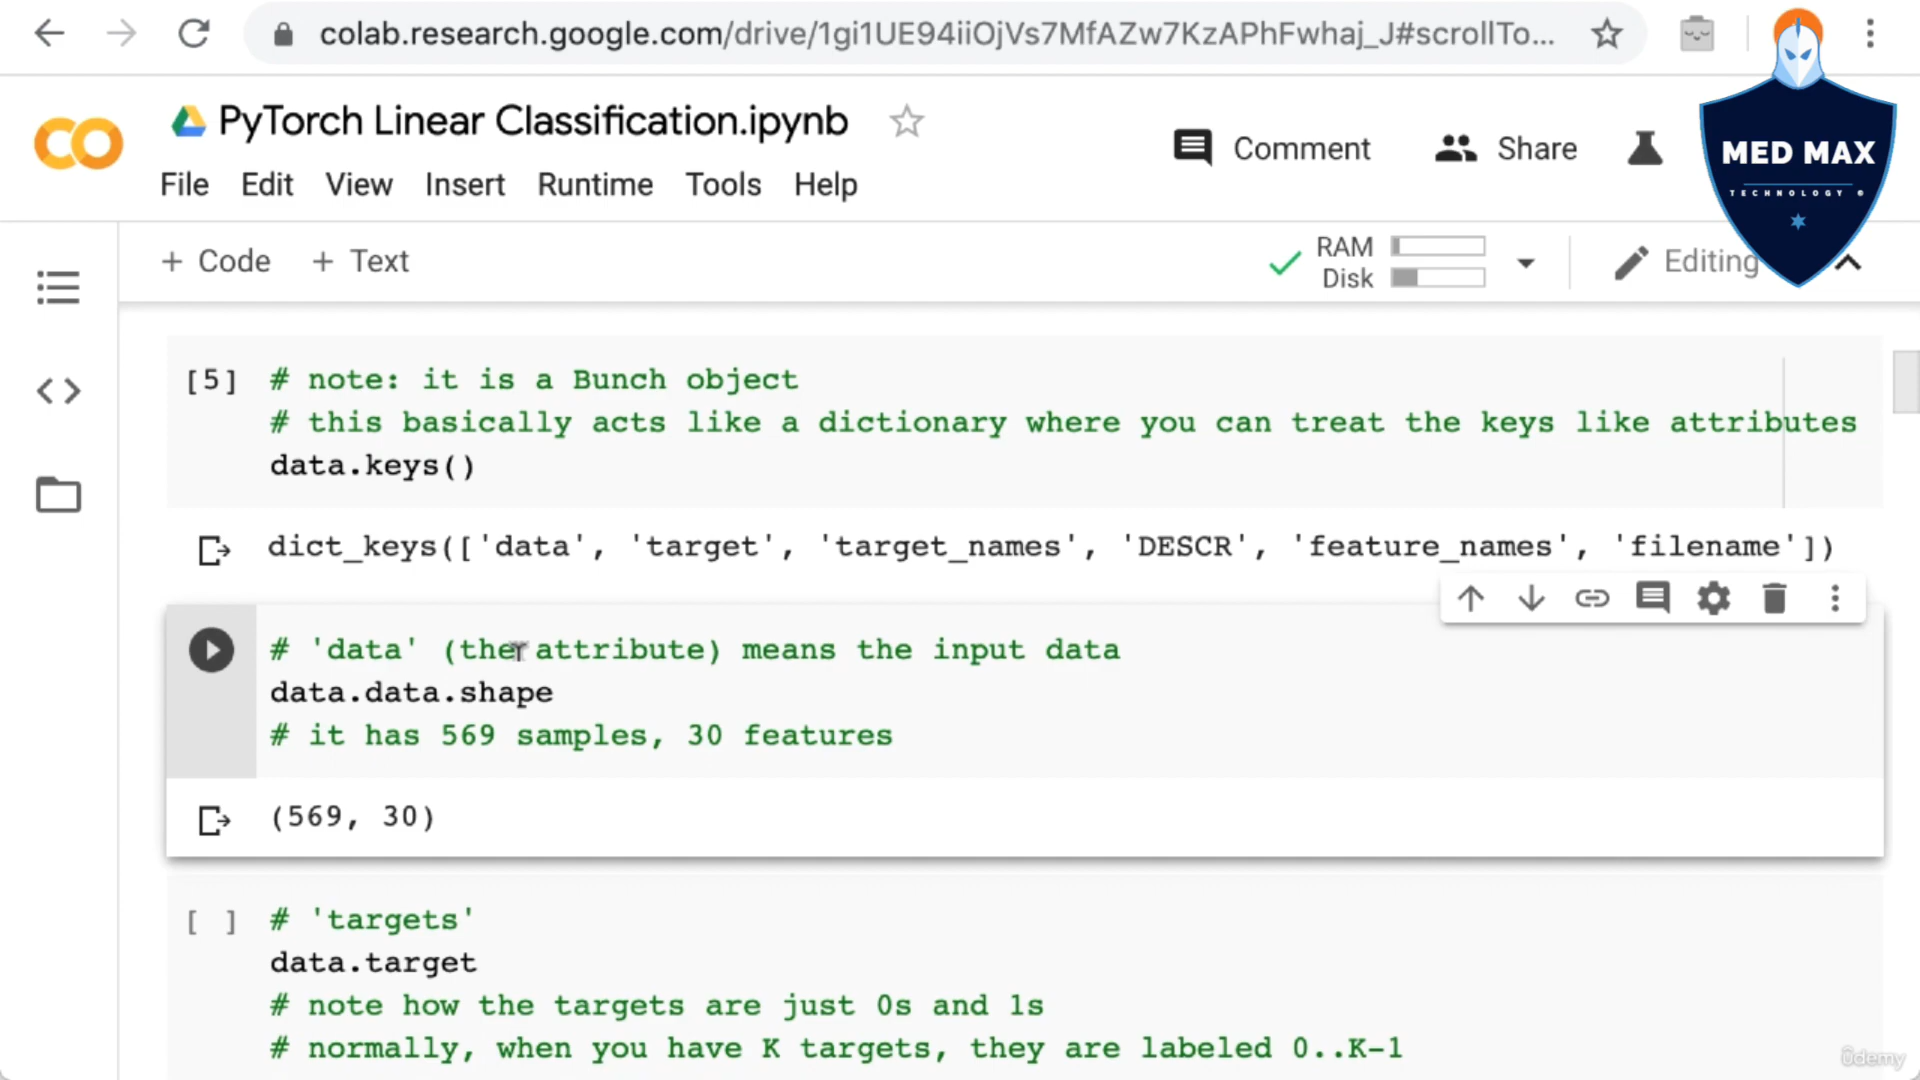 colab.research.google.com/drive/1gi1UE94iiOjVs7MfAZw7KzAPhFwhaj_J#scrollTo...
PyTorch Linear Classification.ipynb
File Edit View Insert Runtime Tools Help
Comment
Share
MED MAX
TECHNOLOGY
+ Code + Text
RAM
Disk
Editing
[5] # note: it is a Bunch object
# this basically acts like a dictionary where you can treat the keys like attributes
data.keys()
dict_keys(['data', 'target', 'target_names', 'DESCR', 'feature_names', 'filename'])
# 'data' (the attribute) means the input data
data.data.shape
# it has 569 samples, 30 features
(569, 30)
[ ] # 'targets'
data.target
# note how the targets are just 0s and 1s
# normally, when you have K targets, they are labeled 0..K-1
ûdemy